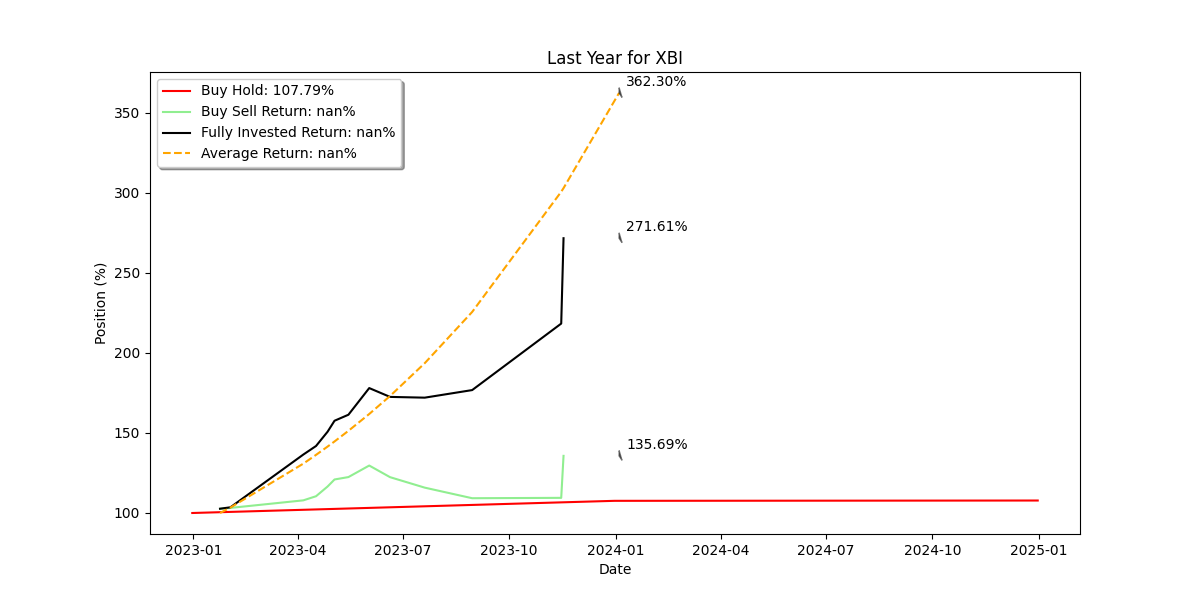 Last Year for XBI
362.30%
Buy Hold: 107.79%
Buy Sell Return: nan%
Fully Invested Return: nan%
Average Return: nan%
271.61%
135.69%
Position (%)
350
300
250
200
150
100
2023-01 2023-04 2023-07 2023-10 2024-01 2024-04 2024-07 2024-10 2025-01
Date